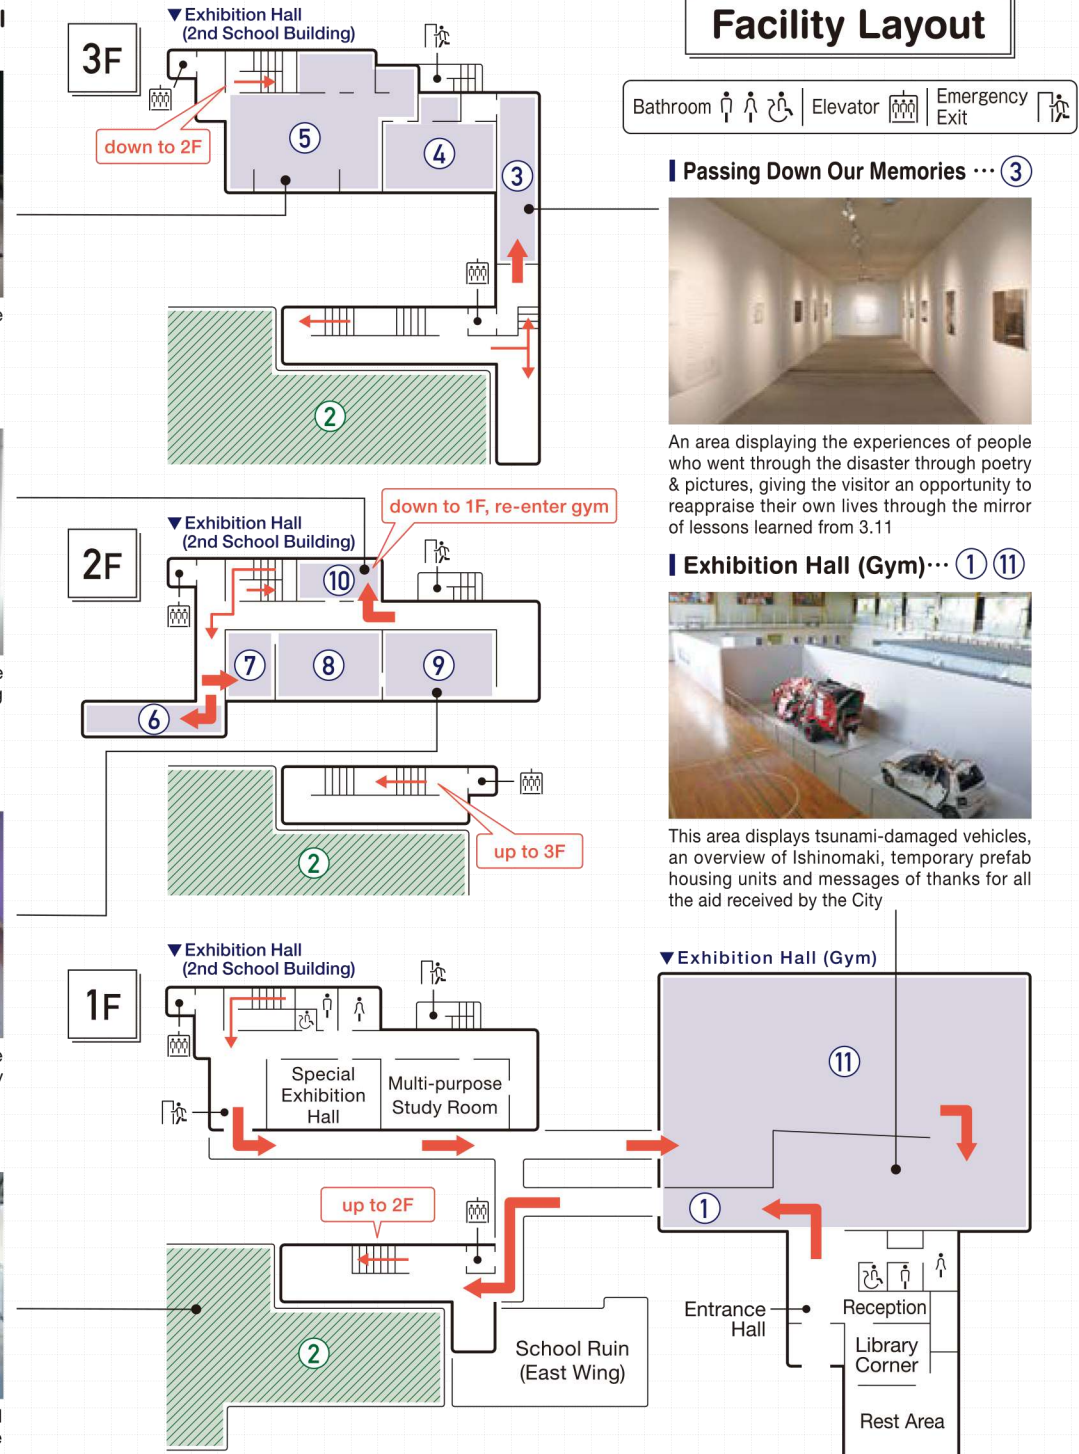 Facility Layout
Bathroom
Elevator
Emergency
Exit
3F
▼Exhibition Hall
(2nd School Building)
down to 2F
5
4
3
2
Passing Down Our Memories ··· 3
An area displaying the experiences of people
who went through the disaster through poetry
& pictures, giving the visitor an opportunity to
reappraise their own lives through the mirror
of lessons learned from 3.11
2F
▼Exhibition Hall
(2nd School Building)
down to 1F, re-enter gym
10
7
8
9
6
up to 3F
2
Exhibition Hall (Gym)··· 1 11
This area displays tsunami-damaged vehicles,
an overview of Ishinomaki, temporary prefab
housing units and messages of thanks for all
the aid received by the City
1F
▼Exhibition Hall
(2nd School Building)
Special
Exhibition
Hall
Multi-purpose
Study Room
up to 2F
2
School Ruin
(East Wing)
▼Exhibition Hall (Gym)
11
1
Entrance
Hall
Reception
Library
Corner
Rest Area